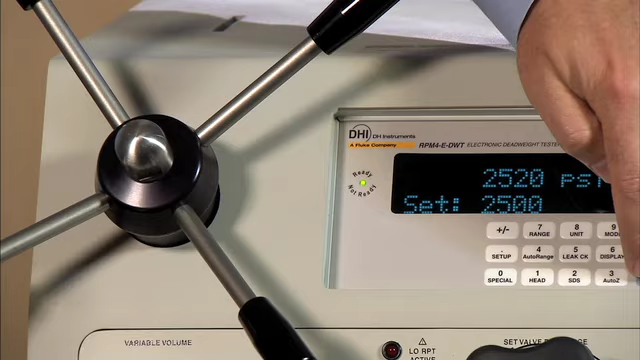 DHI DH Instruments
A Fluke Company
RPM4-E-DWT ELECTRONIC DEADWEIGHT TESTER
Ready
Not Ready
2520 psi
Set: 2500
+/- 7 RANGE 8 UNIT 9
. SETUP 4 AutoRange 5 LEAK CK 6 DISPLAY
0 SPECIAL 1 HEAD 2 SDS 3 AutoZ
VARIABLE VOLUME
LO RPT
ACTIVE
SET VALVE